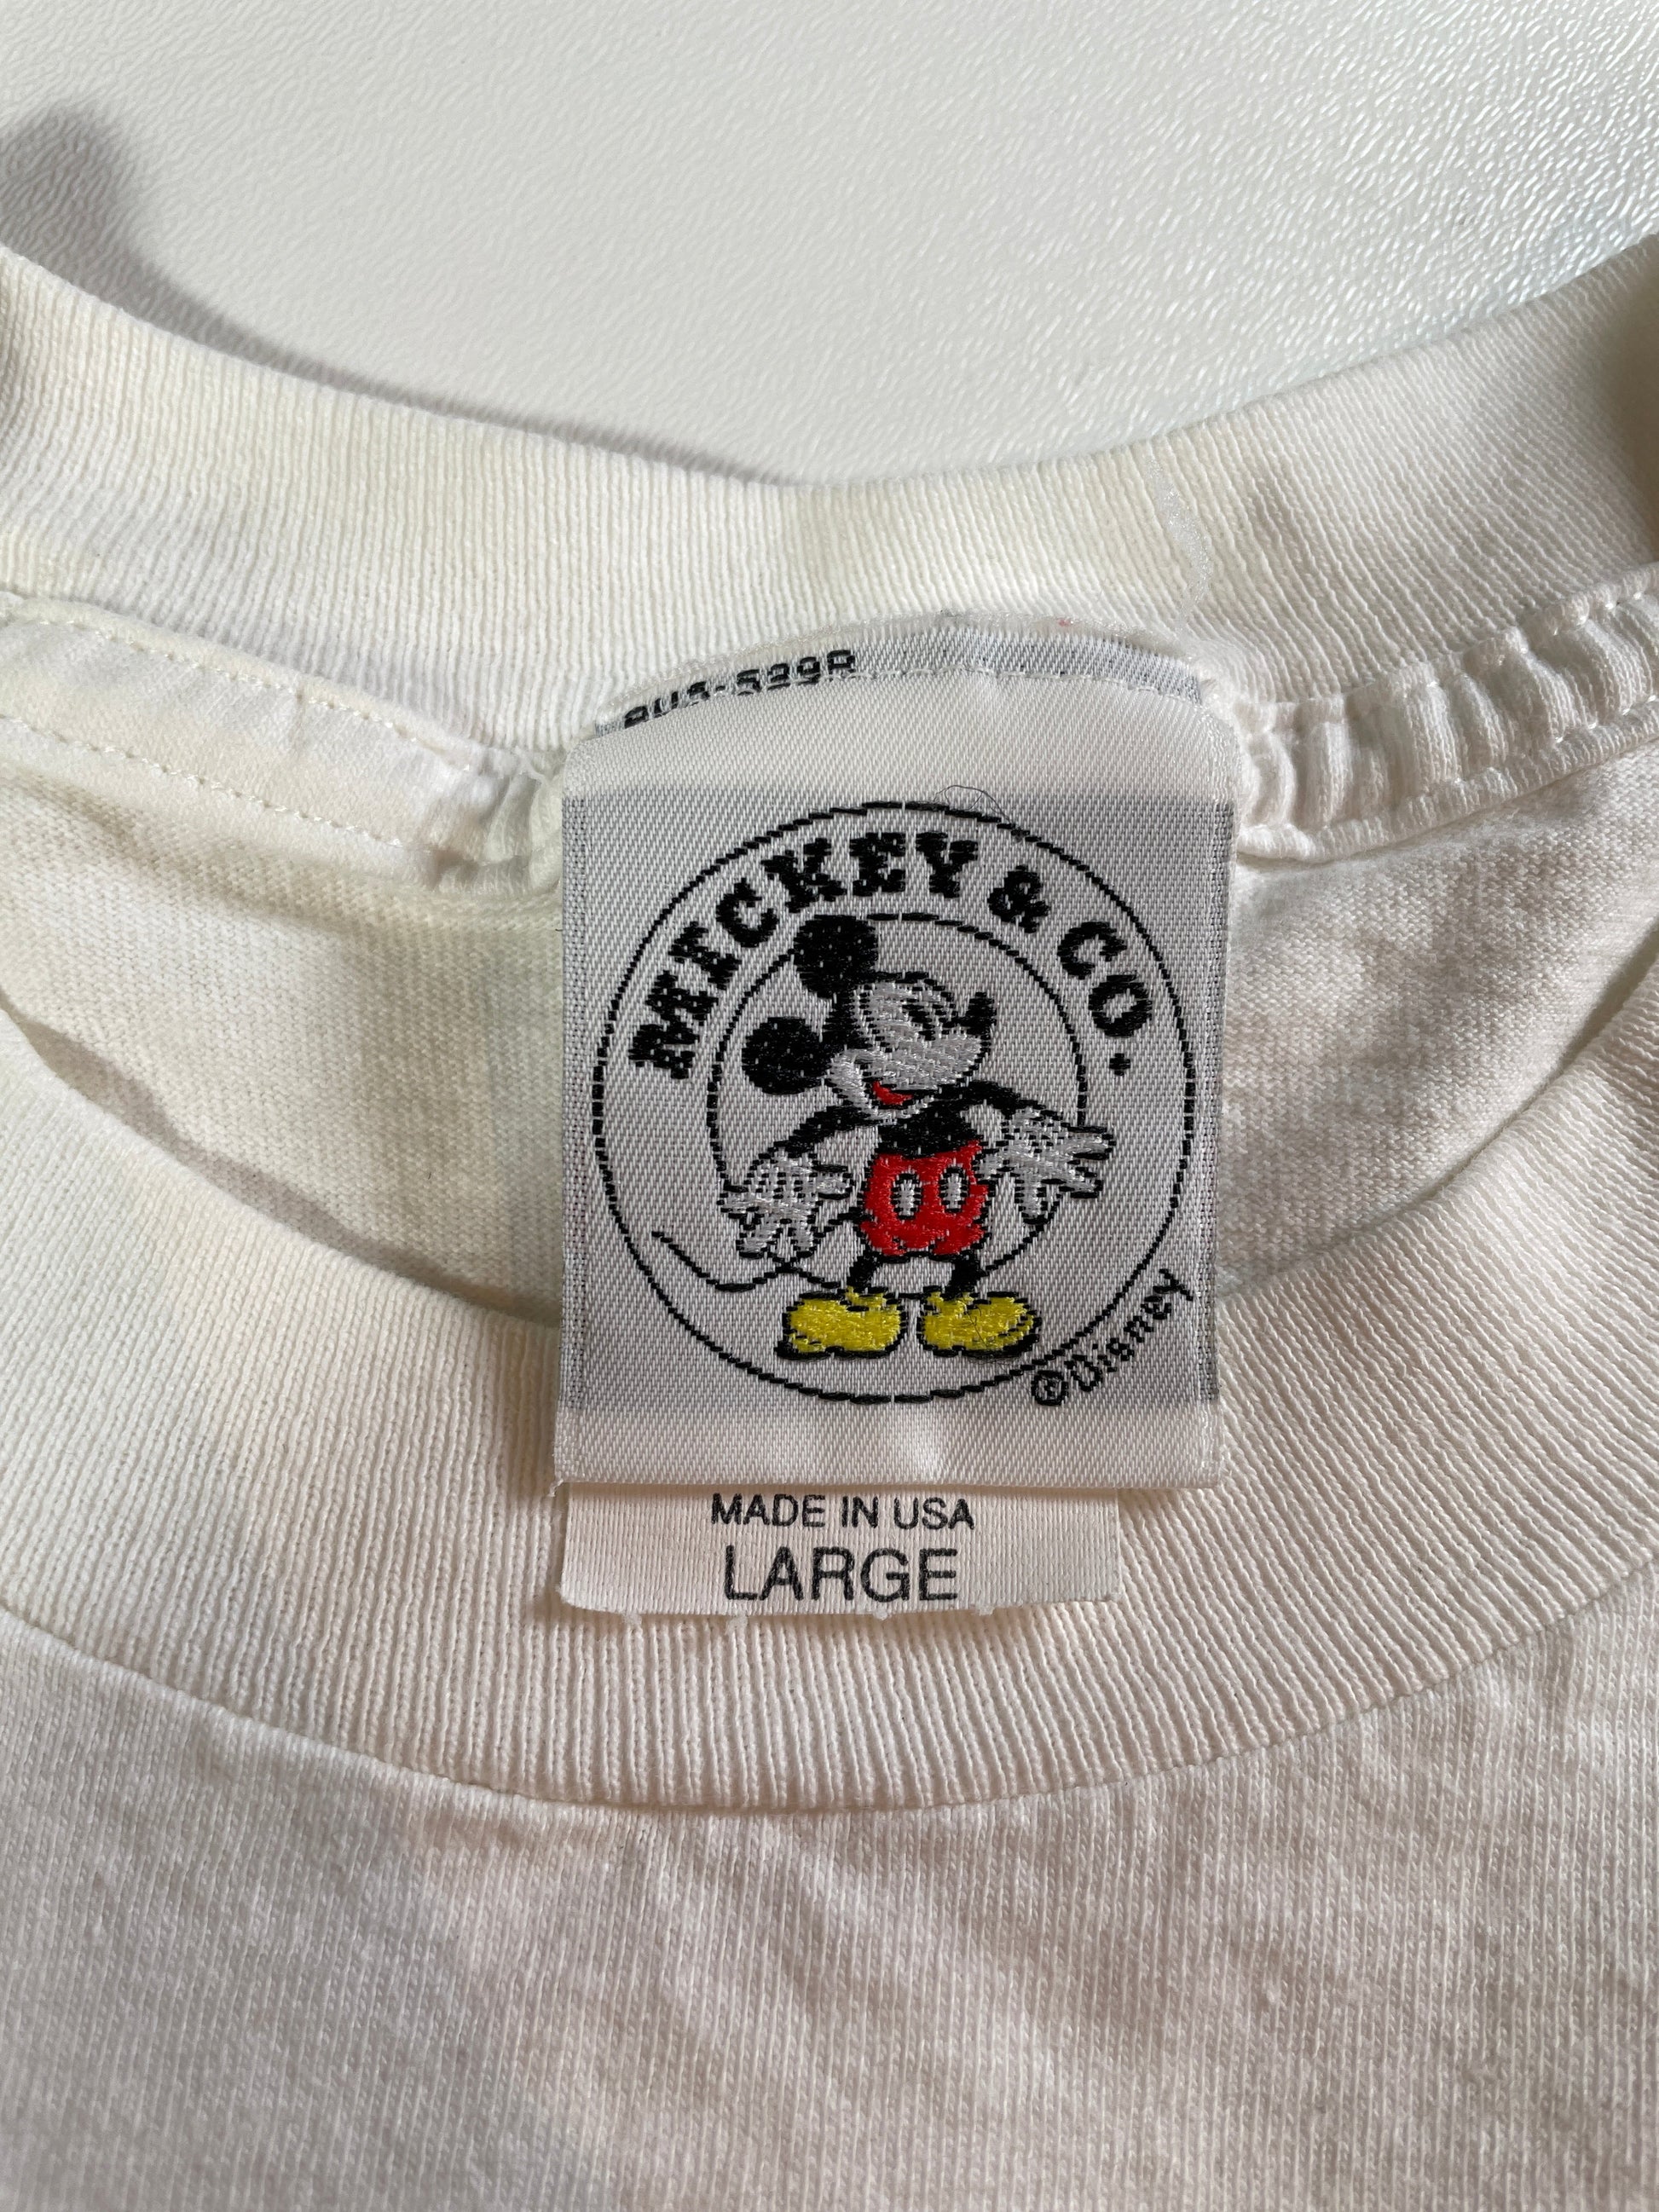 MICKEY & CO.
©Disney
MADE IN USA
LARGE